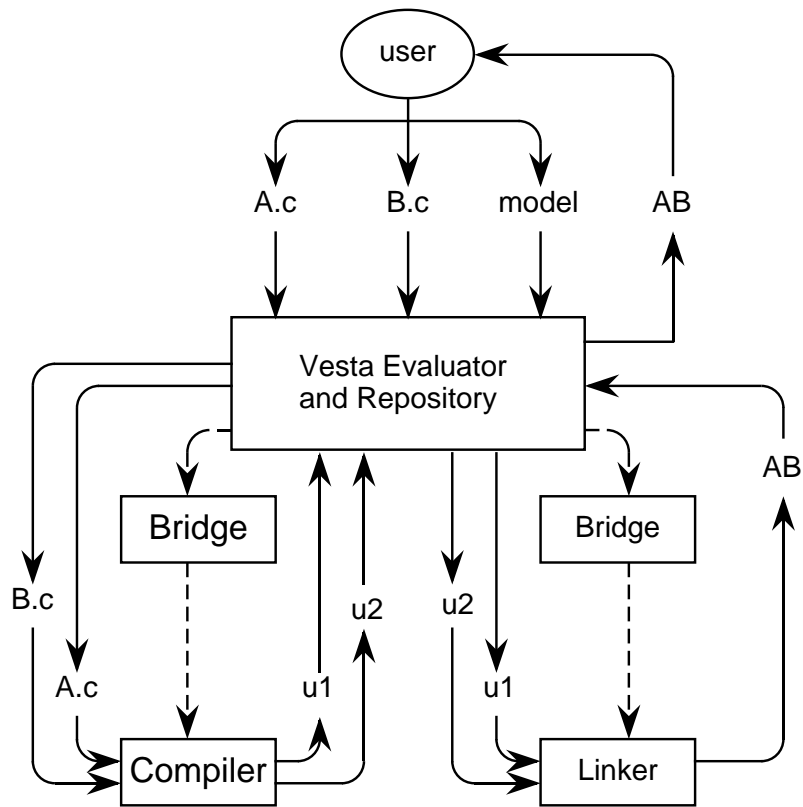 user
A.c
B.c
model
AB
Vesta Evaluator
and Repository
AB
Bridge
Bridge
B.c
u2
u2
A.c
u1
u1
Compiler
Linker